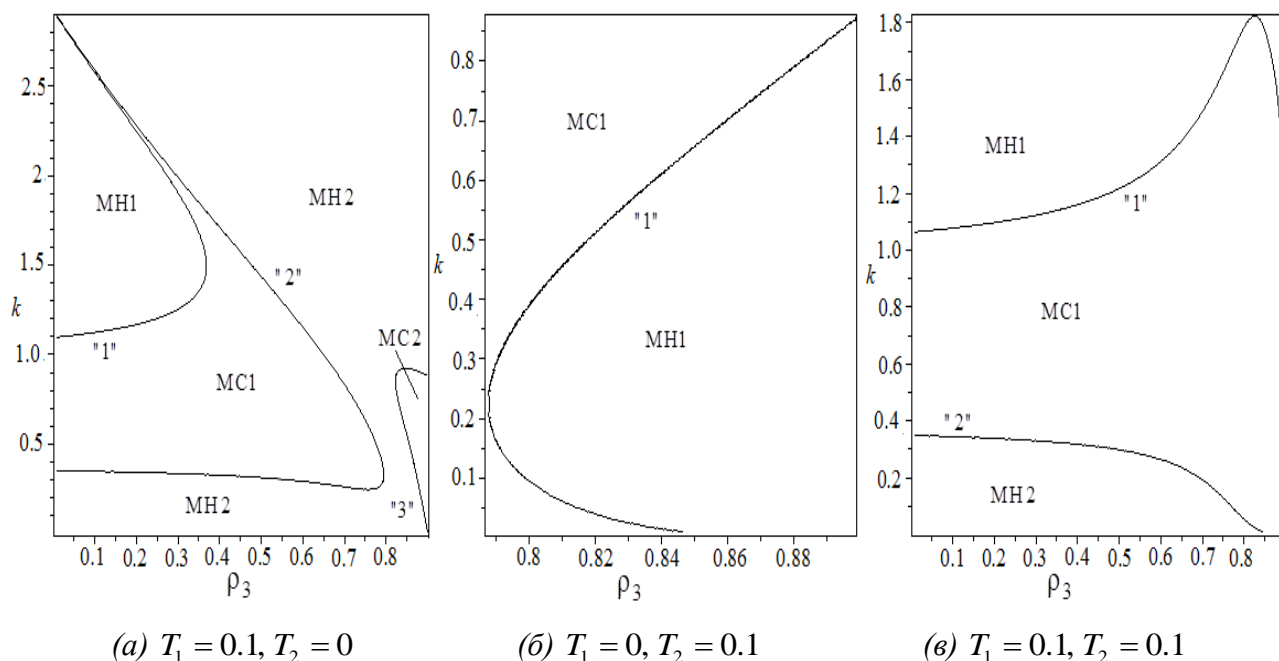 2.5
2
1.5
k
1.0
0.5
MH1
MH2
"2"
"1"
MC1
MC2
MH2
"3"
0.1 0.2 0.3 0.4 0.5 0.6 0.7 0.8
ρ₃
(а) T₁ = 0.1, T₂ = 0
0.8
0.7
0.6
0.5
k
0.4
0.3
0.2
0.1
MC1
"1"
MH1
0.8 0.82 0.84 0.86 0.88
ρ₃
(б) T₁ = 0, T₂ = 0.1
1.8
1.6
1.4
1.2
1.0
k
0.8
0.6
0.4
0.2
MH1
"1"
MC1
"2"
MH2
0.1 0.2 0.3 0.4 0.5 0.6 0.7 0.8
ρ₃
(в) T₁ = 0.1, T₂ = 0.1